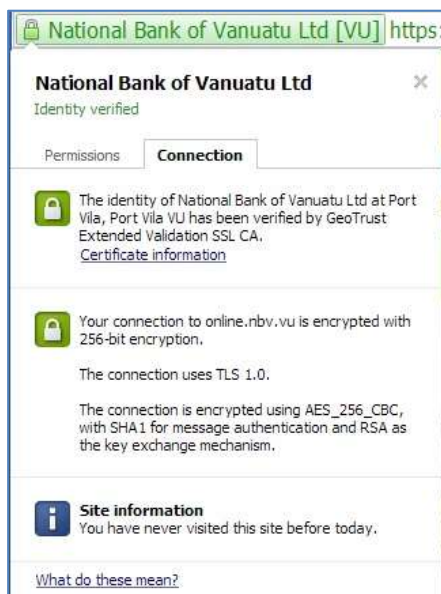 National Bank of Vanuatu Ltd [VU] https:
National Bank of Vanuatu Ltd ×
Identity verified
Permissions Connection
The identity of National Bank of Vanuatu Ltd at Port
Vila, Port Vila VU has been verified by GeoTrust
Extended Validation SSL CA.
Certificate information
Your connection to online.nbv.vu is encrypted with
256-bit encryption.
The connection uses TLS 1.0.
The connection is encrypted using AES_256_CBC,
with SHA1 for message authentication and RSA as
the key exchange mechanism.
Site information
You have never visited this site before today.
What do these mean?